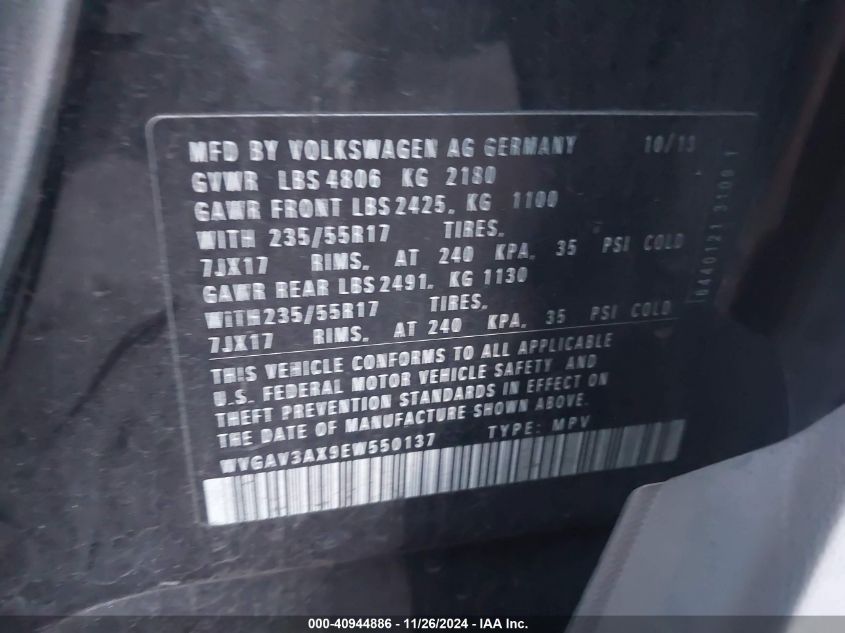 MFD BY VOLKSWAGEN AG GERMANY 10/13
GVWR LBS 4806 KG 2180
GAWR FRONT LBS 2425, KG 1100
WITH 235/55R17 TIRES,
7JX17 RIMS, AT 240 KPA, 35 PSI COLD
GAWR REAR LBS 2491, KG 1130
WITH 235/55R17 TIRES,
7JX17 RIMS, AT 240 KPA, 35 PSI COLD
THIS VEHICLE CONFORMS TO ALL APPLICABLE
U.S. FEDERAL MOTOR VEHICLE SAFETY AND
THEFT PREVENTION STANDARDS IN EFFECT ON
THE DATE OF MANUFACTURE SHOWN ABOVE.
WVGAV3AX9EW550137 TYPE: MPV
000-40944886 - 11/26/2024 - IAA Inc.